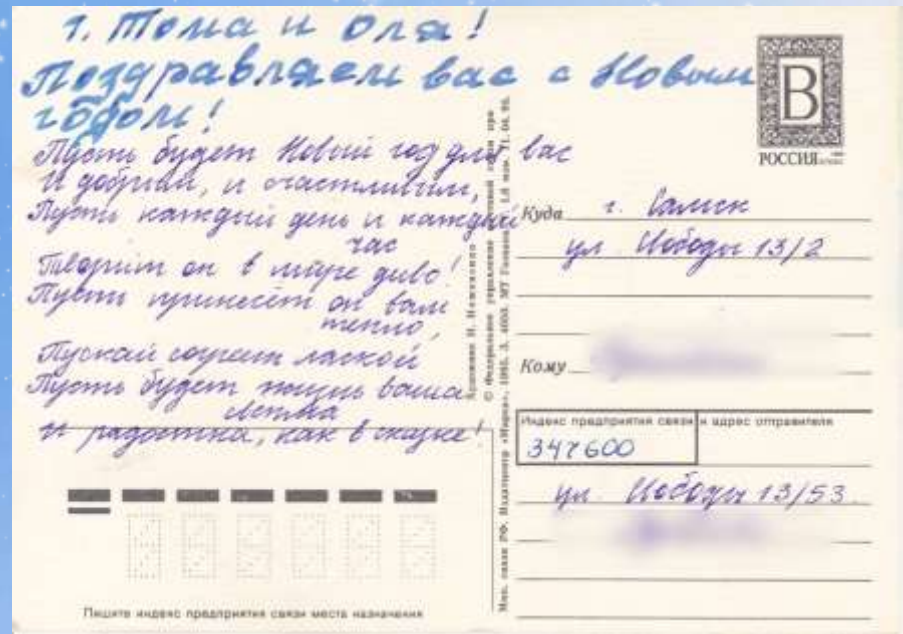 т. Тома и Оля!
Поздравляем вас с Новым
годом!
Пусть будет Новый год для вас
И добрым, и счастливым,
Пусть каждый день и каждый
час
Творит он в мире диво!
Пусть принесёт он вам
тепло,
Пускай согреет лаской
Пусть будет жизнь ваша
светла
и радостна, как в сказке!
В
РОССИЯ
Куда г. Сальск
ул. Свободы 13/2
Кому
Индекс предприятия связи и адрес отправителя
347600
ул. Свободы 13/53
Пишите индекс предприятия связи места назначения